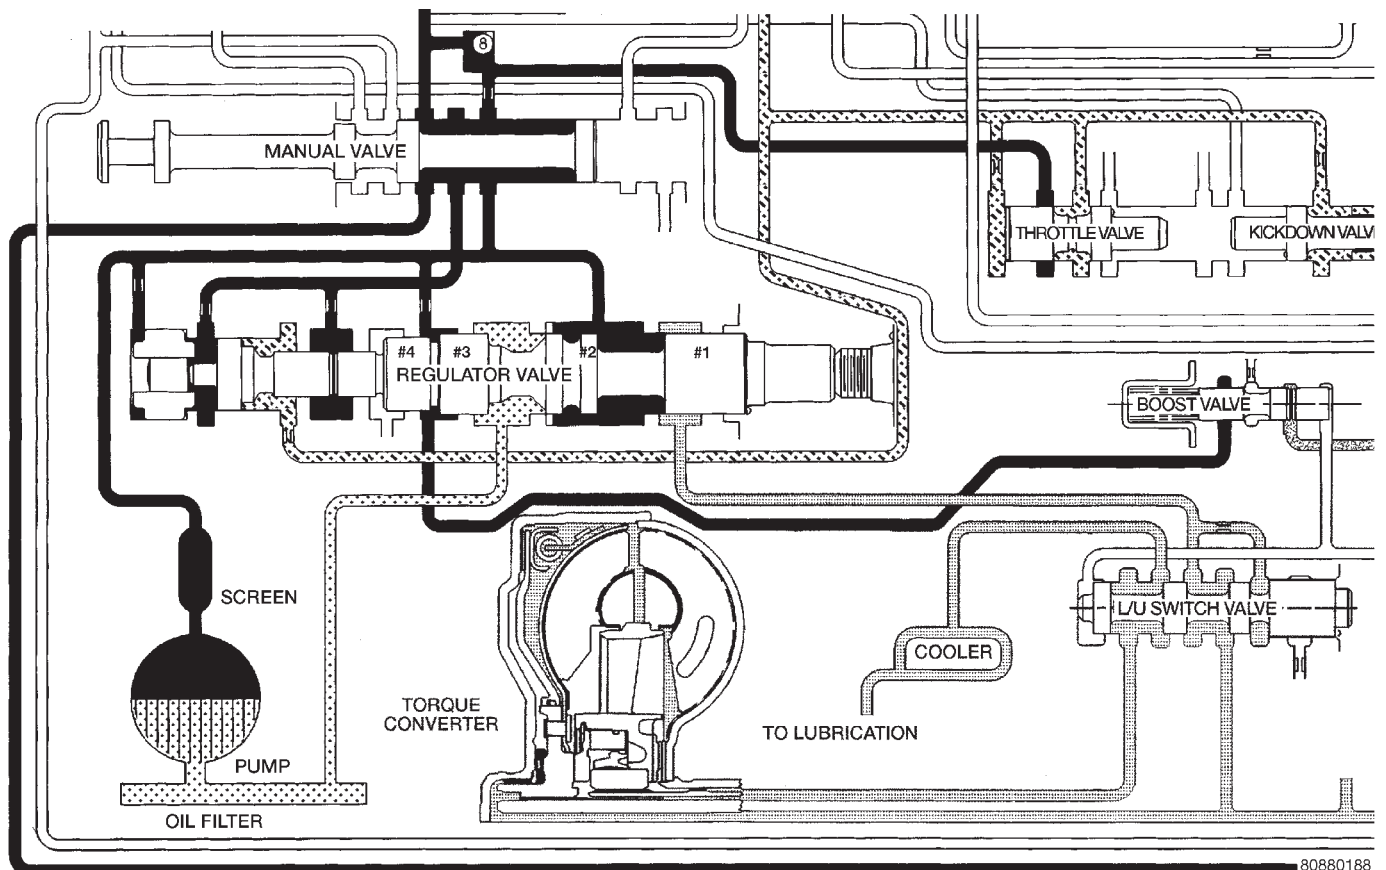 8
MANUAL VALVE
THROTTLE VALVE
KICKDOWN VALV
#4
#3
#2
#1
REGULATOR VALVE
BOOST VALVE
SCREEN
L/U SWITCH VALVE
COOLER
TORQUE
CONVERTER
TO LUBRICATION
PUMP
OIL FILTER
80880188